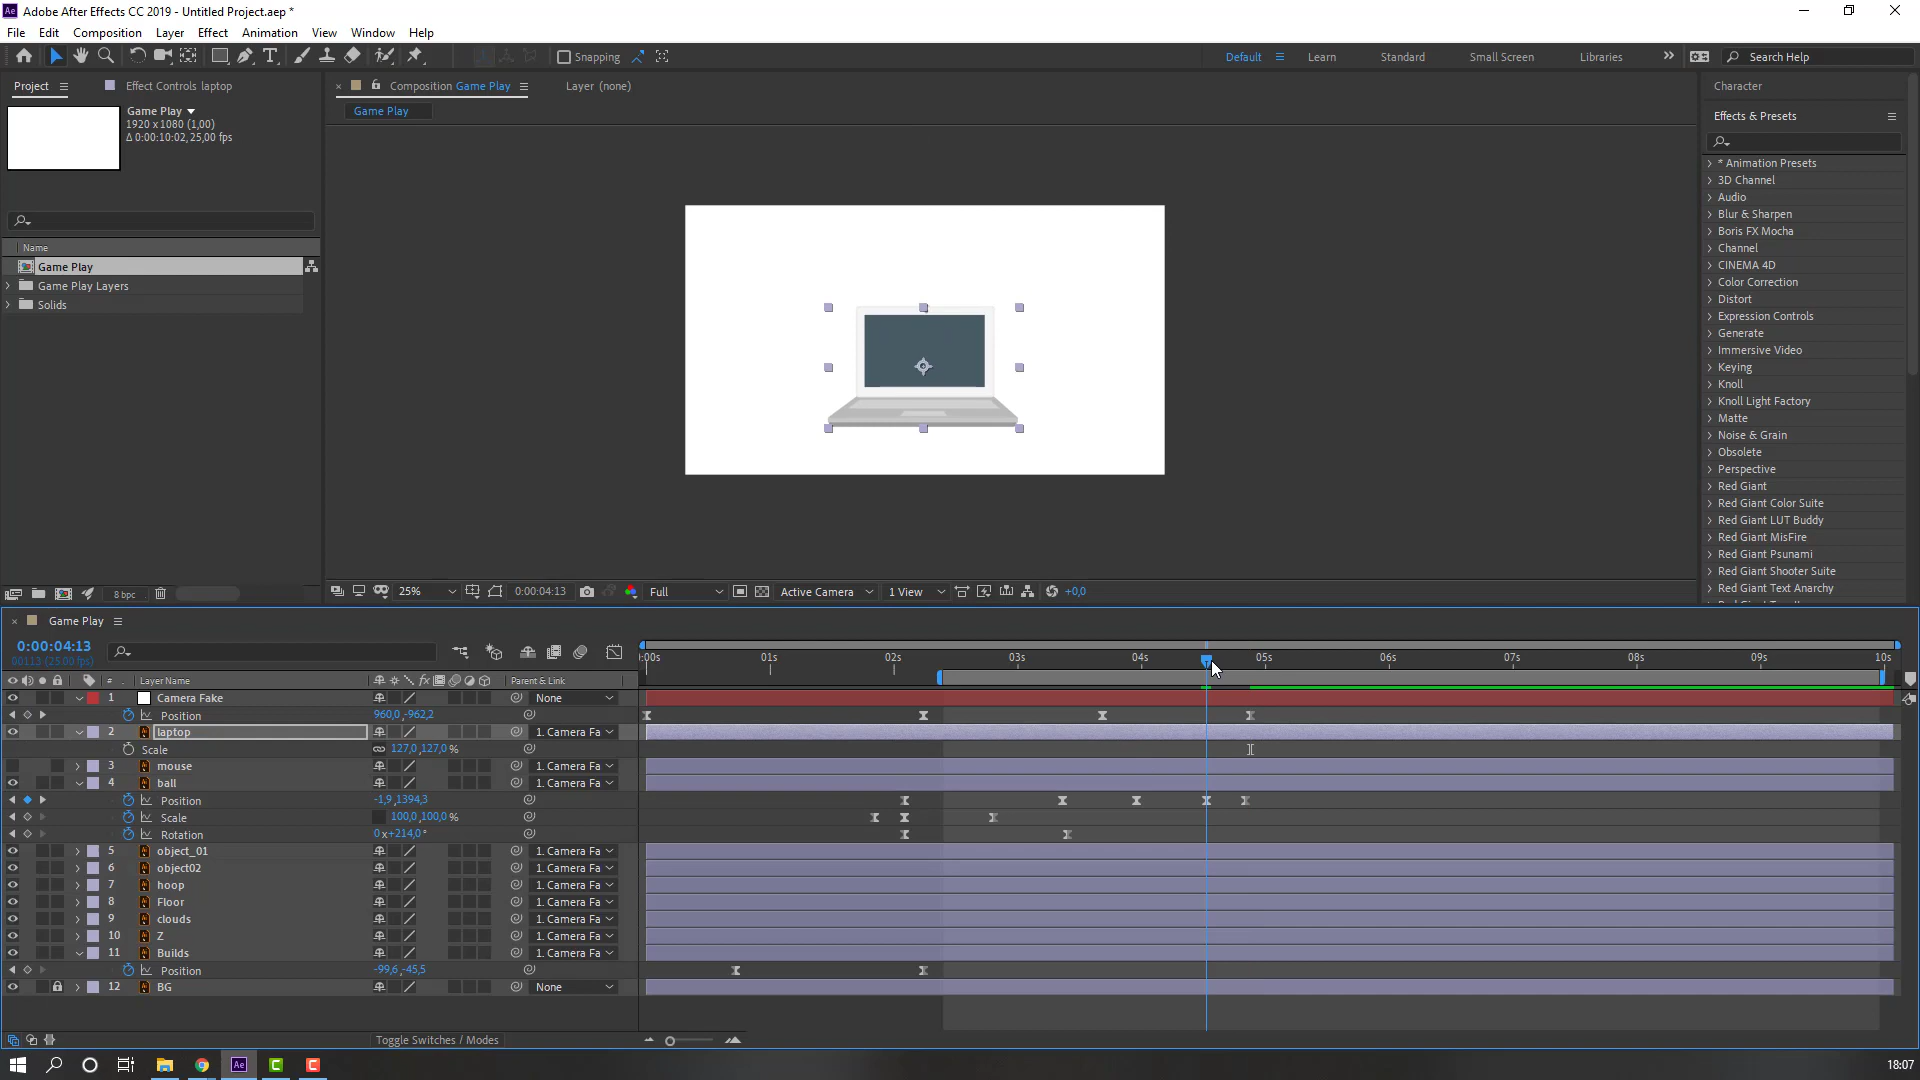 Adobe After Effects CC 2019 - Untitled Project.aep *
File Edit Composition Layer Effect Animation View Window Help
Snapping Default Learn Standard Small Screen Libraries Search Help
Project Effect Controls laptop Composition Game Play Layer (none) Character
Game Play
Game Play
1920 x 1080 (1,00)
Δ 0:00:10:02, 25,00 fps
Effects & Presets
* Animation Presets
3D Channel
Audio
Blur & Sharpen
Boris FX Mocha
Channel
CINEMA 4D
Color Correction
Distort
Expression Controls
Generate
Immersive Video
Keying
Knoll
Knoll Light Factory
Matte
Noise & Grain
Obsolete
Perspective
Red Giant
Red Giant Color Suite
Red Giant LUT Buddy
Red Giant MisFire
Red Giant Psunami
Red Giant Shooter Suite
Red Giant Text Anarchy
Name
Game Play
Game Play Layers
Solids
8 bpc 25% 0:00:04:13 Full Active Camera 1 View +0,0
Game Play
0:00:04:13
00113 (25.00 fps)
:00s 01s 02s 03s 04s 05s 06s 07s 08s 09s 10s
# Layer Name Parent & Link
1 Camera Fake None
Position 960,0,-962,2
2 laptop 1. Camera Fa
Scale 127,0,127,0 %
3 mouse 1. Camera Fa
4 ball 1. Camera Fa
Position -1,9,1394,3
Scale 100,0,100,0 %
Rotation 0x+214,0°
5 object_01 1. Camera Fa
6 object02 1. Camera Fa
7 hoop 1. Camera Fa
8 Floor 1. Camera Fa
9 clouds 1. Camera Fa
10 Z 1. Camera Fa
11 Builds 1. Camera Fa
Position -99,6,-45,5
12 BG None
Toggle Switches / Modes
18:07